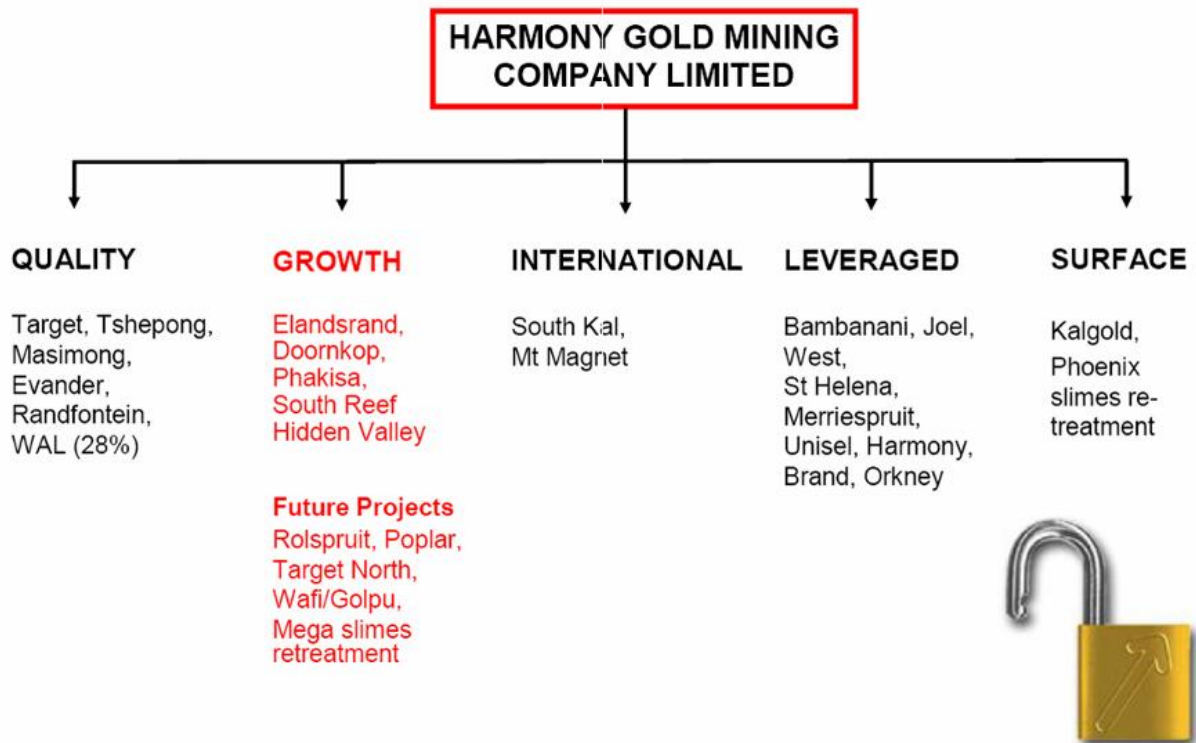 HARMONY GOLD MINING
COMPANY LIMITED
QUALITY
Target, Tshepong,
Masimong,
Evander,
Randfontein,
WAL (28%)
GROWTH
Elandsrand,
Doornkop,
Phakisa,
South Reef
Hidden Valley
Future Projects
Rolspruit, Poplar,
Target North,
Wafi/Golpu,
Mega slimes
retreatment
INTERNATIONAL
South Kal,
Mt Magnet
LEVERAGED
Bambanani, Joel,
West,
St Helena,
Merriespruit,
Unisel, Harmony,
Brand, Orkney
SURFACE
Kalgold,
Phoenix
slimes re-
treatment